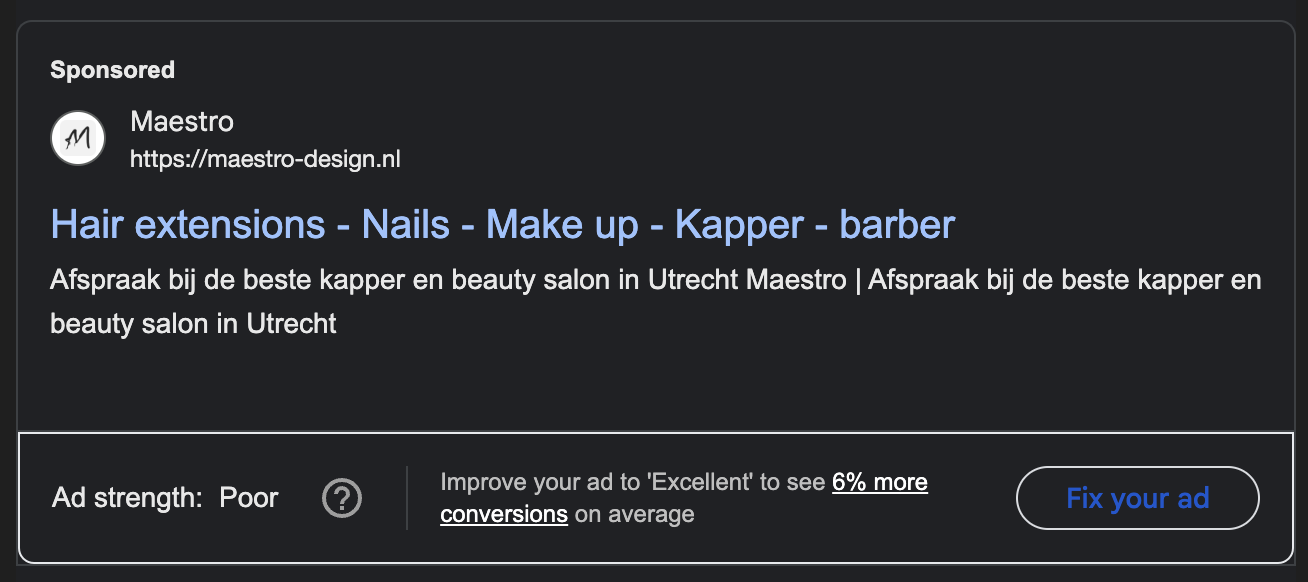 Sponsored
M
Maestro
https://maestro-design.nl
Hair extensions - Nails - Make up - Kapper - barber
Afspraak bij de beste kapper en beauty salon in Utrecht Maestro | Afspraak bij de beste kapper en
beauty salon in Utrecht
Ad strength: Poor ?
Improve your ad to 'Excellent' to see 6% more
conversions on average
Fix your ad